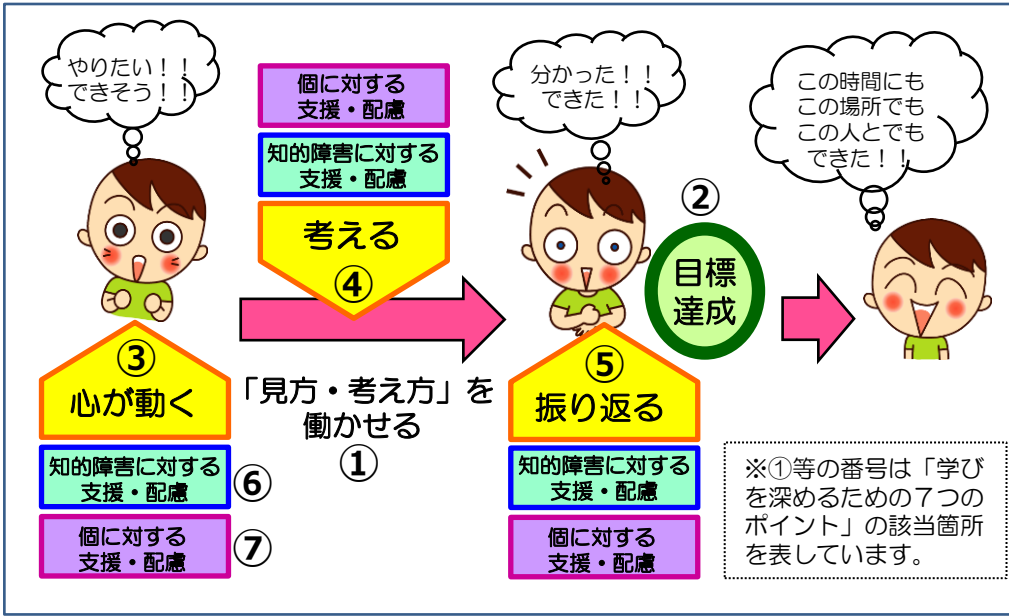 やりたい！！
できそう！！
③
心が動く
知的障害に対する
支援・配慮
⑥
個に対する
支援・配慮
⑦
個に対する
支援・配慮
知的障害に対する
支援・配慮
考える
④
「見方・考え方」を
働かせる
①
分かった！！
できた！！
②
目標
達成
⑤
振り返る
知的障害に対する
支援・配慮
個に対する
支援・配慮
この時間にも
この場所でも
この人とでも
できた！！
※①等の番号は「学び
を深めるための７つの
ポイント」の該当箇所
を表しています。